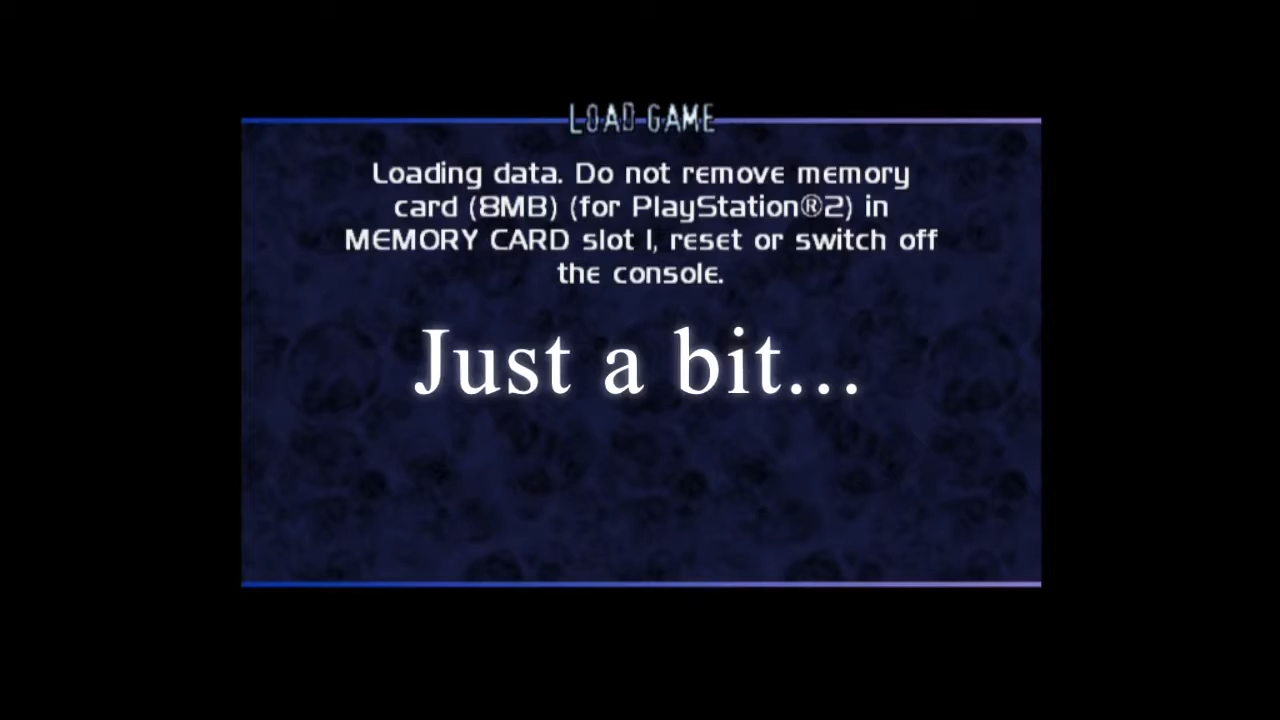 LOAD GAME
Loading data. Do not remove memory
card (8MB) (for PlayStation®2) in
MEMORY CARD slot 1, reset or switch off
the console.
Just a bit...